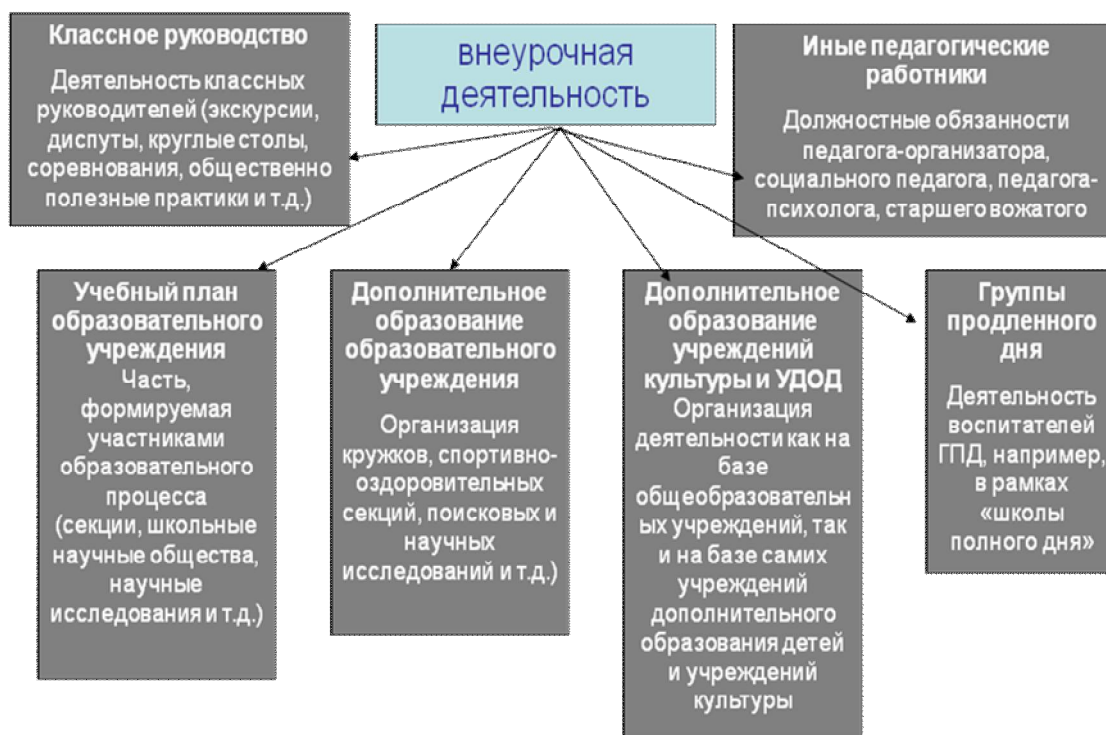 Классное руководство
Деятельность классных
руководителей (экскурсии,
диспуты, круглые столы,
соревнования, общественно
полезные практики и т.д.)
внеурочная
деятельность
Иные педагогические
работники
Должностные обязанности
педагога-организатора,
социального педагога, педагога-
психолога, старшего вожатого
Учебный план
образовательного
учреждения
Часть,
формируемая
участниками
образовательного
процесса
(секции, школьные
научные общества,
научные
исследования и т.д.)
Дополнительное
образование
образовательного
учреждения
Организация
кружков, спортивно-
оздоровительных
секций, поисковых и
научных
исследований и т.д.)
Дополнительное
образование
учреждений
культуры и УДОД
Организация
деятельности как на
базе
общеобразовательн
ых учреждений, так
и на базе самих
учреждений
дополнительного
образования детей
и учреждений
культуры
Группы
продленного
дня
Деятельность
воспитателей
ГПД, например,
в рамках
«школы
полного дня»